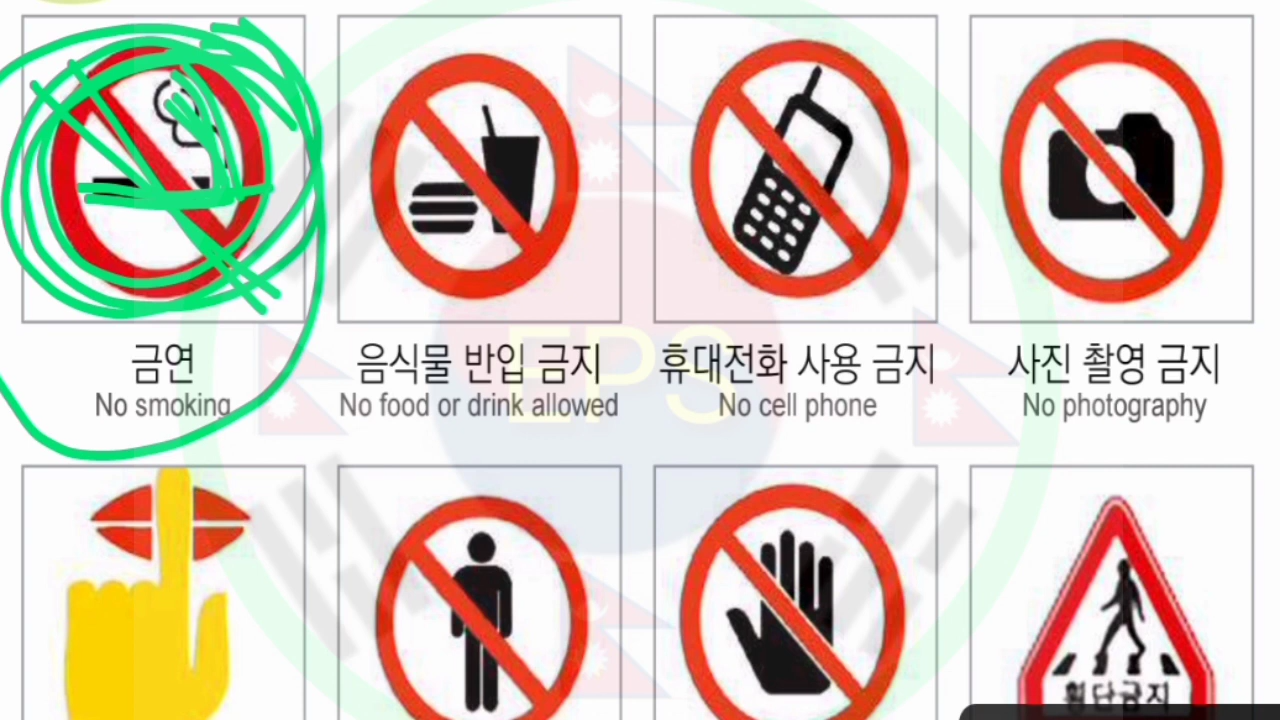 금연
No smoking
음식물 반입 금지
No food or drink allowed
휴대전화 사용 금지
No cell phone
사진 촬영 금지
No photography
EPS
횡단금지